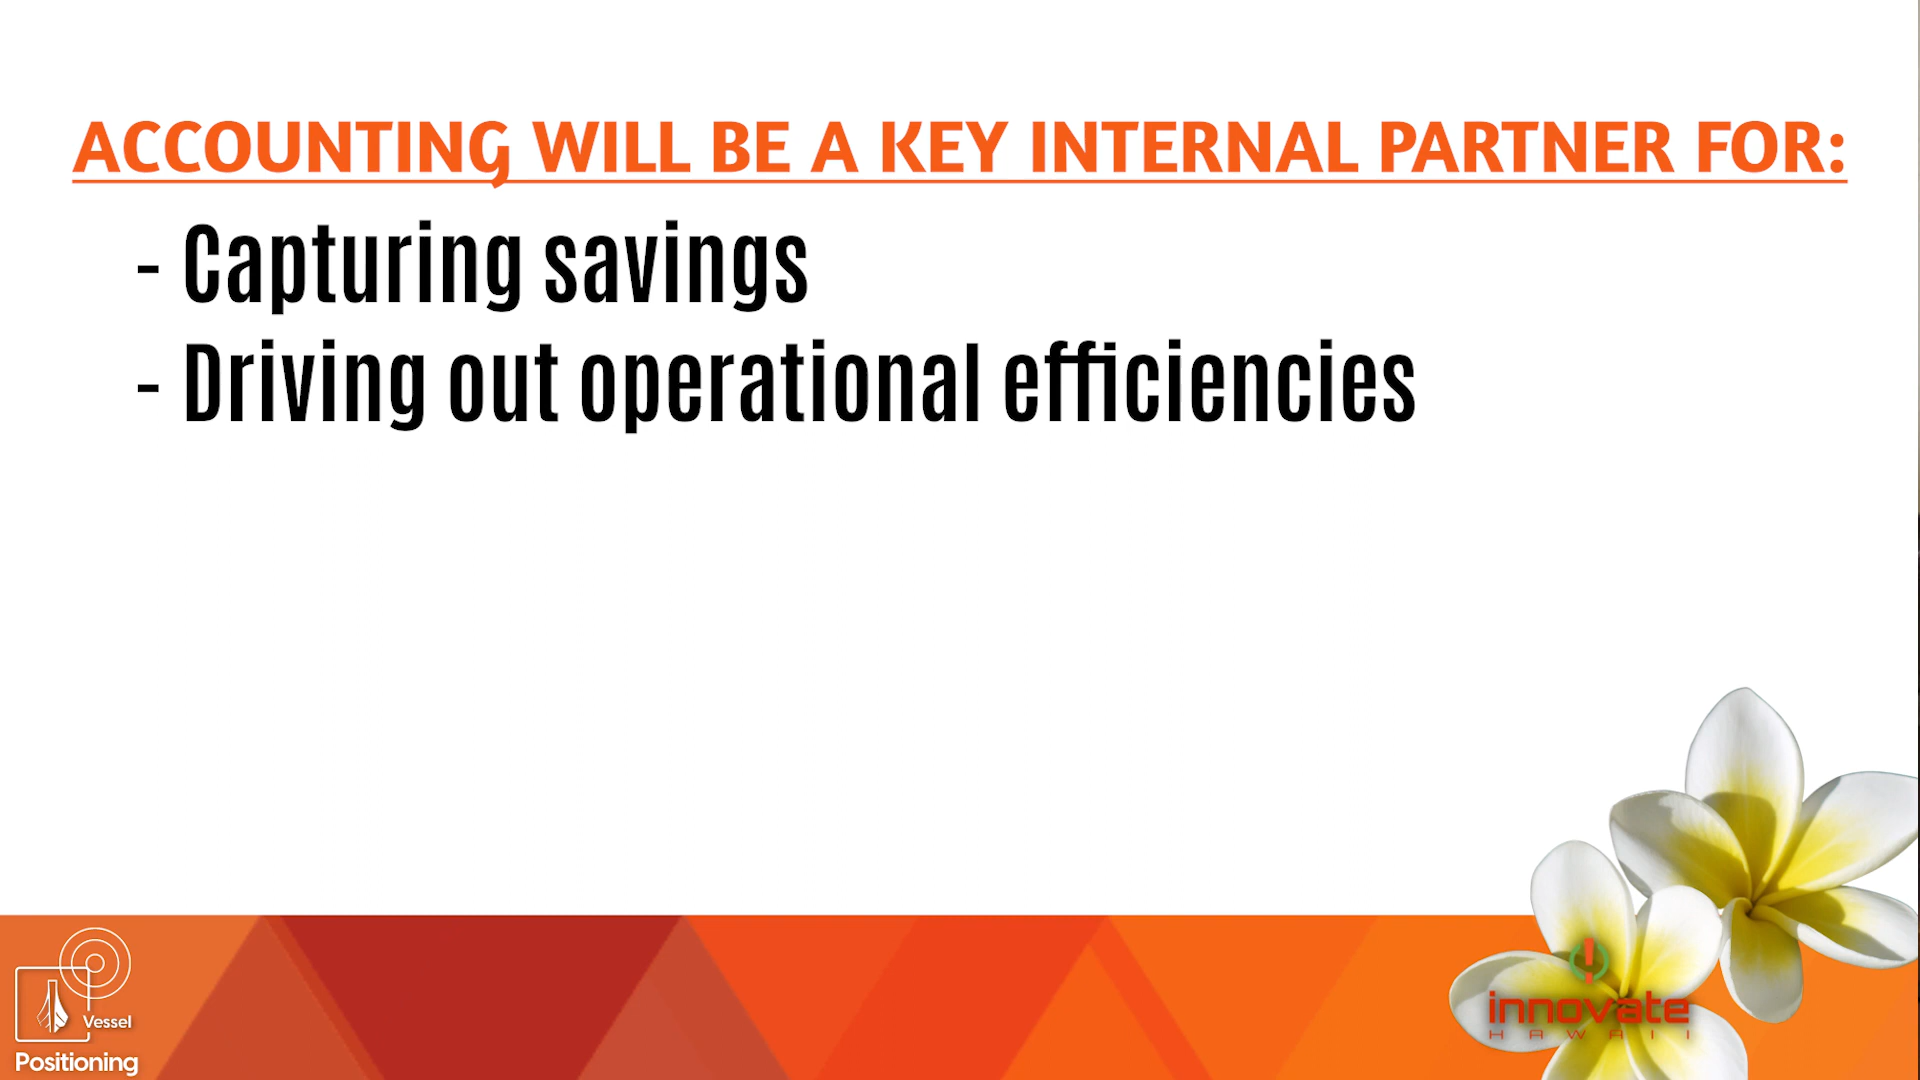 ACCOUNTING WILL BE A KEY INTERNAL PARTNER FOR:
- Capturing savings
- Driving out operational efficiencies
Vessel
Positioning
innovate
HAWAII